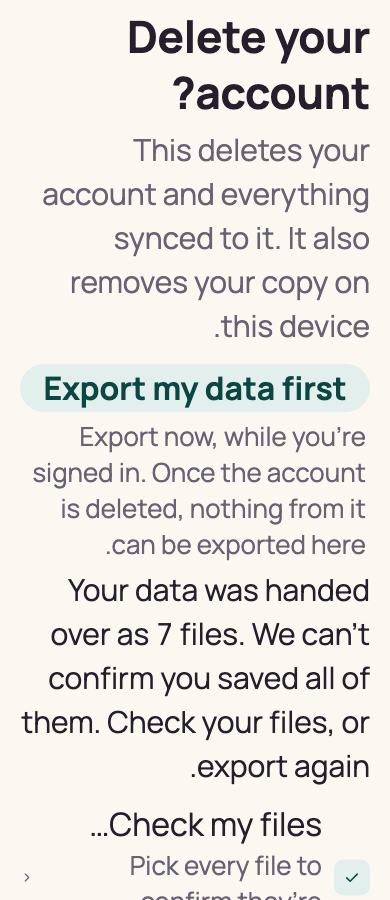 Delete your
?account
This deletes your
account and everything
synced to it. It also
removes your copy on
.this device
Export my data first
Export now, while you’re
signed in. Once the account
is deleted, nothing from it
.can be exported here
Your data was handed
over as 7 files. We can’t
confirm you saved all of
them. Check your files, or
.export again
…Check my files
Pick every file to
confirm they’re